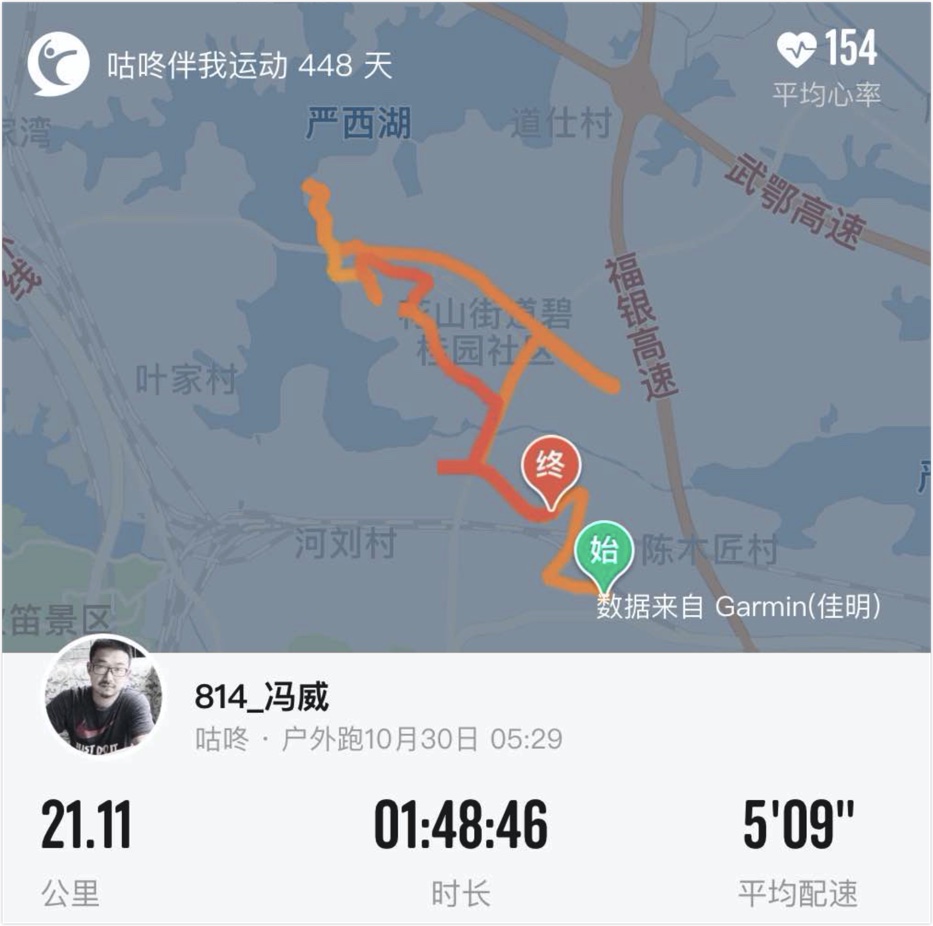 咕咚伴我运动 448 天
154
平均心率
严西湖
道仕村
家湾
武鄂高速
福银高速
花山街道碧
桂园社区
叶家村
线
终
始
河刘村
陈木匠村
笛景区
数据来自 Garmin(佳明)
JUST DO IT
814_冯威
咕咚 · 户外跑10月30日 05:29
21.11
01:48:46
5'09"
公里
时长
平均配速